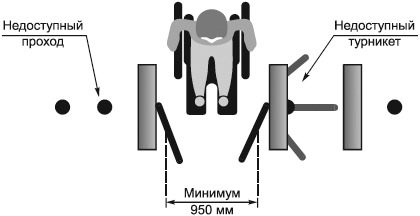 Недоступный
проход
Недоступный
турникет
Минимум
950 мм